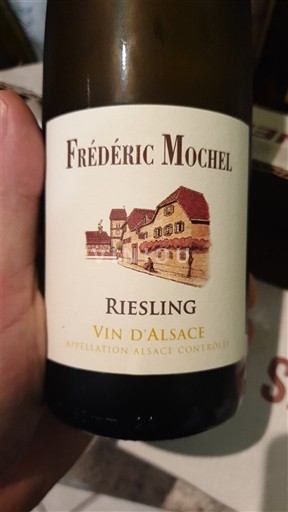 FRÉDÉRIC MOCHEL
RIESLING
VIN D'ALSACE
APPELLATION ALSACE CONTRÔLÉE